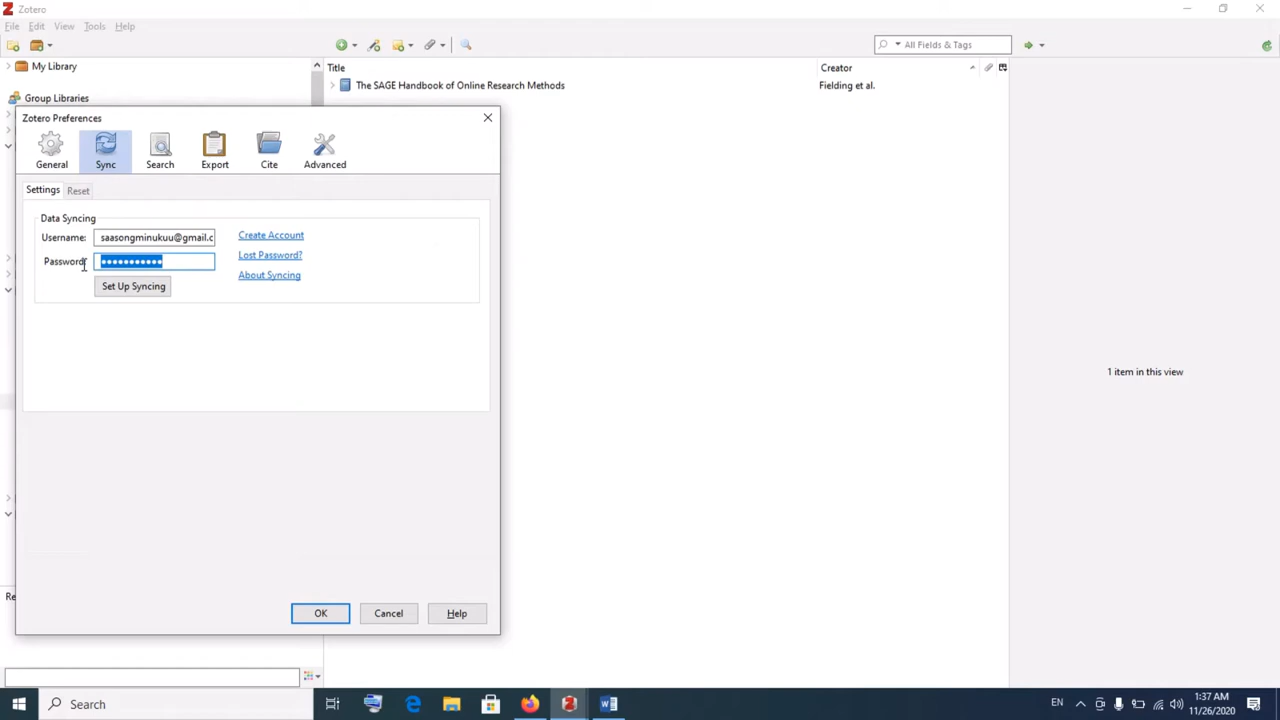 Zotero
File Edit View Tools Help
All Fields & Tags
My Library
Title Creator
The SAGE Handbook of Online Research Methods Fielding et al.
Group Libraries
Zotero Preferences
General Sync Search Export Cite Advanced
Settings Reset
Data Syncing
Username: saasongminukuu@gmail.c Create Account
Password: Lost Password?
Set Up Syncing About Syncing
1 item in this view
Re
OK Cancel Help
Search
EN
1:37 AM
11/26/2020